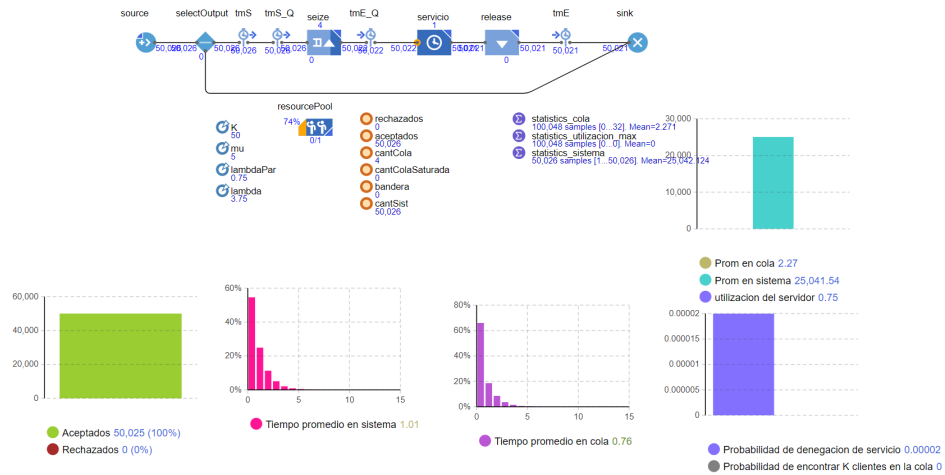 source
selectOutput
tmS
tmS_Q
seize
tmE_Q
servicio
release
tmE
sink
4
1
50,026
50,026
50,026
50,026
50,026
50,026
50,026
50,022
50,022
50,021
50,021
50,021
50,021
0
0
0
resourcePool
74%
0/1
K
50
mu
5
lambdaPar
0.75
lambda
3.75
rechazados
0
aceptados
50,026
cantCola
4
cantColaSaturada
0
bandera
0
cantSist
50,026
statistics_cola
100,048 samples [0...32]. Mean=2.271
statistics_utilizacion_max
100,048 samples [0...0]. Mean=0
statistics_sistema
50,026 samples [1...50,026]. Mean=25,042.124
30,000
20,000
10,000
0
Prom en cola 2.27
Prom en sistema 25,041.54
utilizacion del servidor 0.75
60,000
40,000
20,000
0
Aceptados 50,025 (100%)
Rechazados 0 (0%)
60%
40%
20%
0%
0
5
10
15
Tiempo promedio en sistema 1.01
80%
60%
40%
20%
0%
0
5
10
15
Tiempo promedio en cola 0.76
0.00002
0.000015
0.00001
0.000005
0
Probabilidad de denegacion de servicio 0.00002
Probabilidad de encontrar K clientes en la cola 0